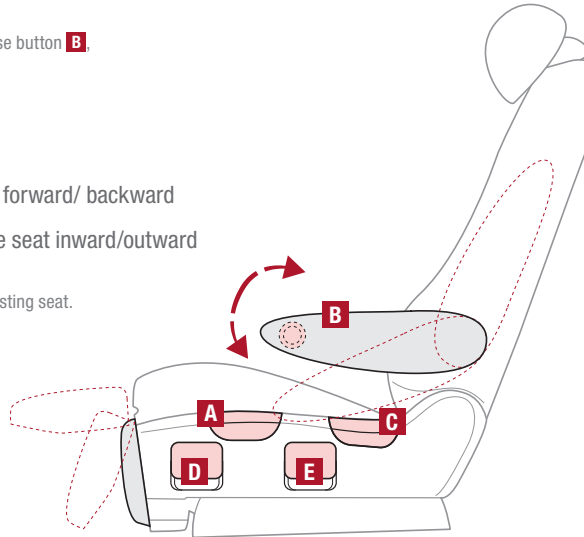 se button B,
forward/ backward
e seat inward/outward
sting seat.
B
A
C
D
E